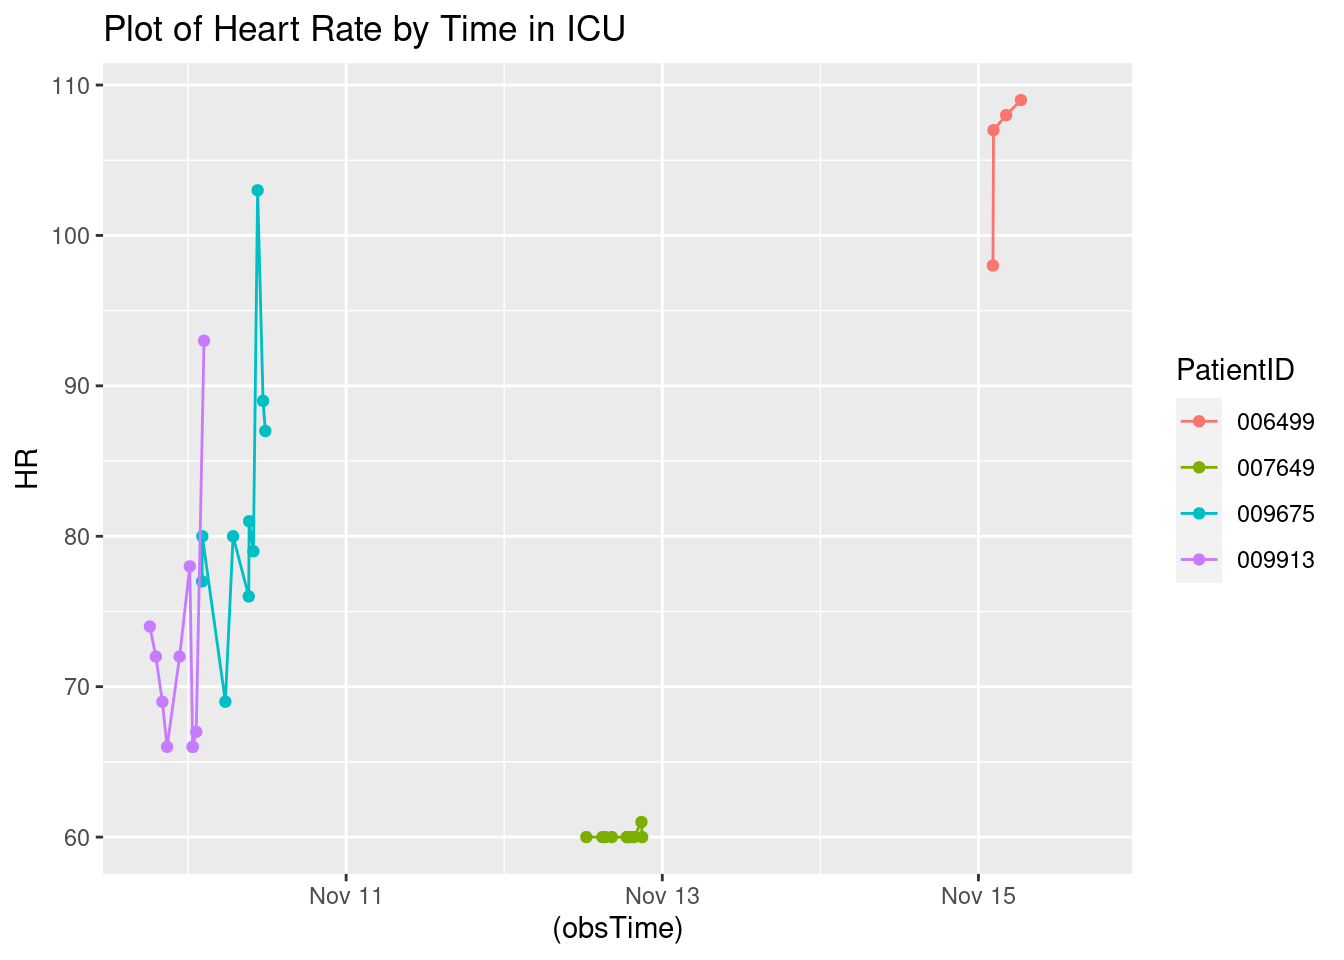 Plot of Heart Rate by Time in ICU
110
100
90
80
70
60
HR
Nov 11
Nov 13
Nov 15
(obsTime)
PatientID
006499
007649
009675
009913